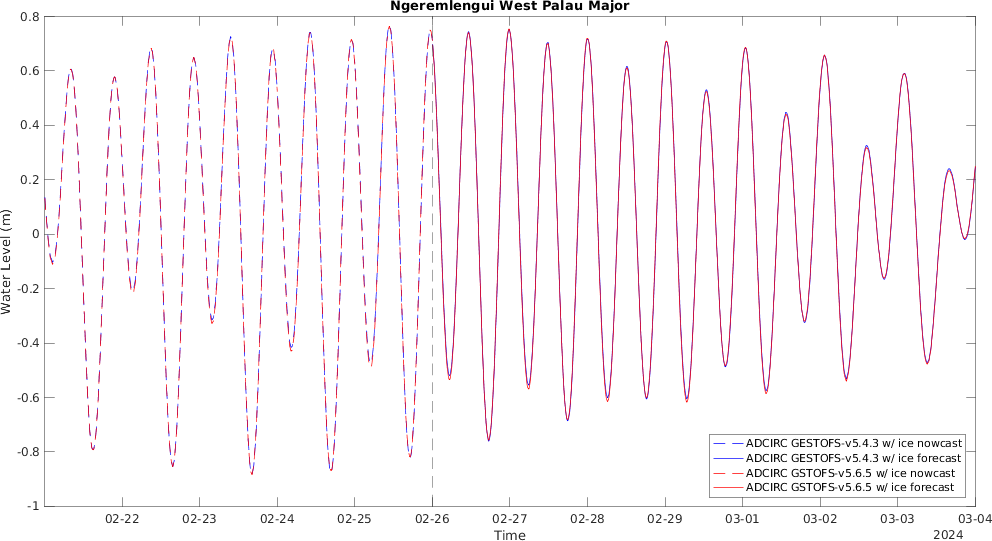 Ngeremlengui West Palau Major
Water Level (m)
0.8
0.6
0.4
0.2
0
-0.2
-0.4
-0.6
-0.8
-1
ADCIRC GESTOFS-v5.4.3 w/ ice nowcast
ADCIRC GESTOFS-v5.4.3 w/ ice forecast
ADCIRC GSTOFS-v5.6.5 w/ ice nowcast
ADCIRC GSTOFS-v5.6.5 w/ ice forecast
02-22 02-23 02-24 02-25 02-26 02-27 02-28 02-29 03-01 03-02 03-03 03-04
Time
2024